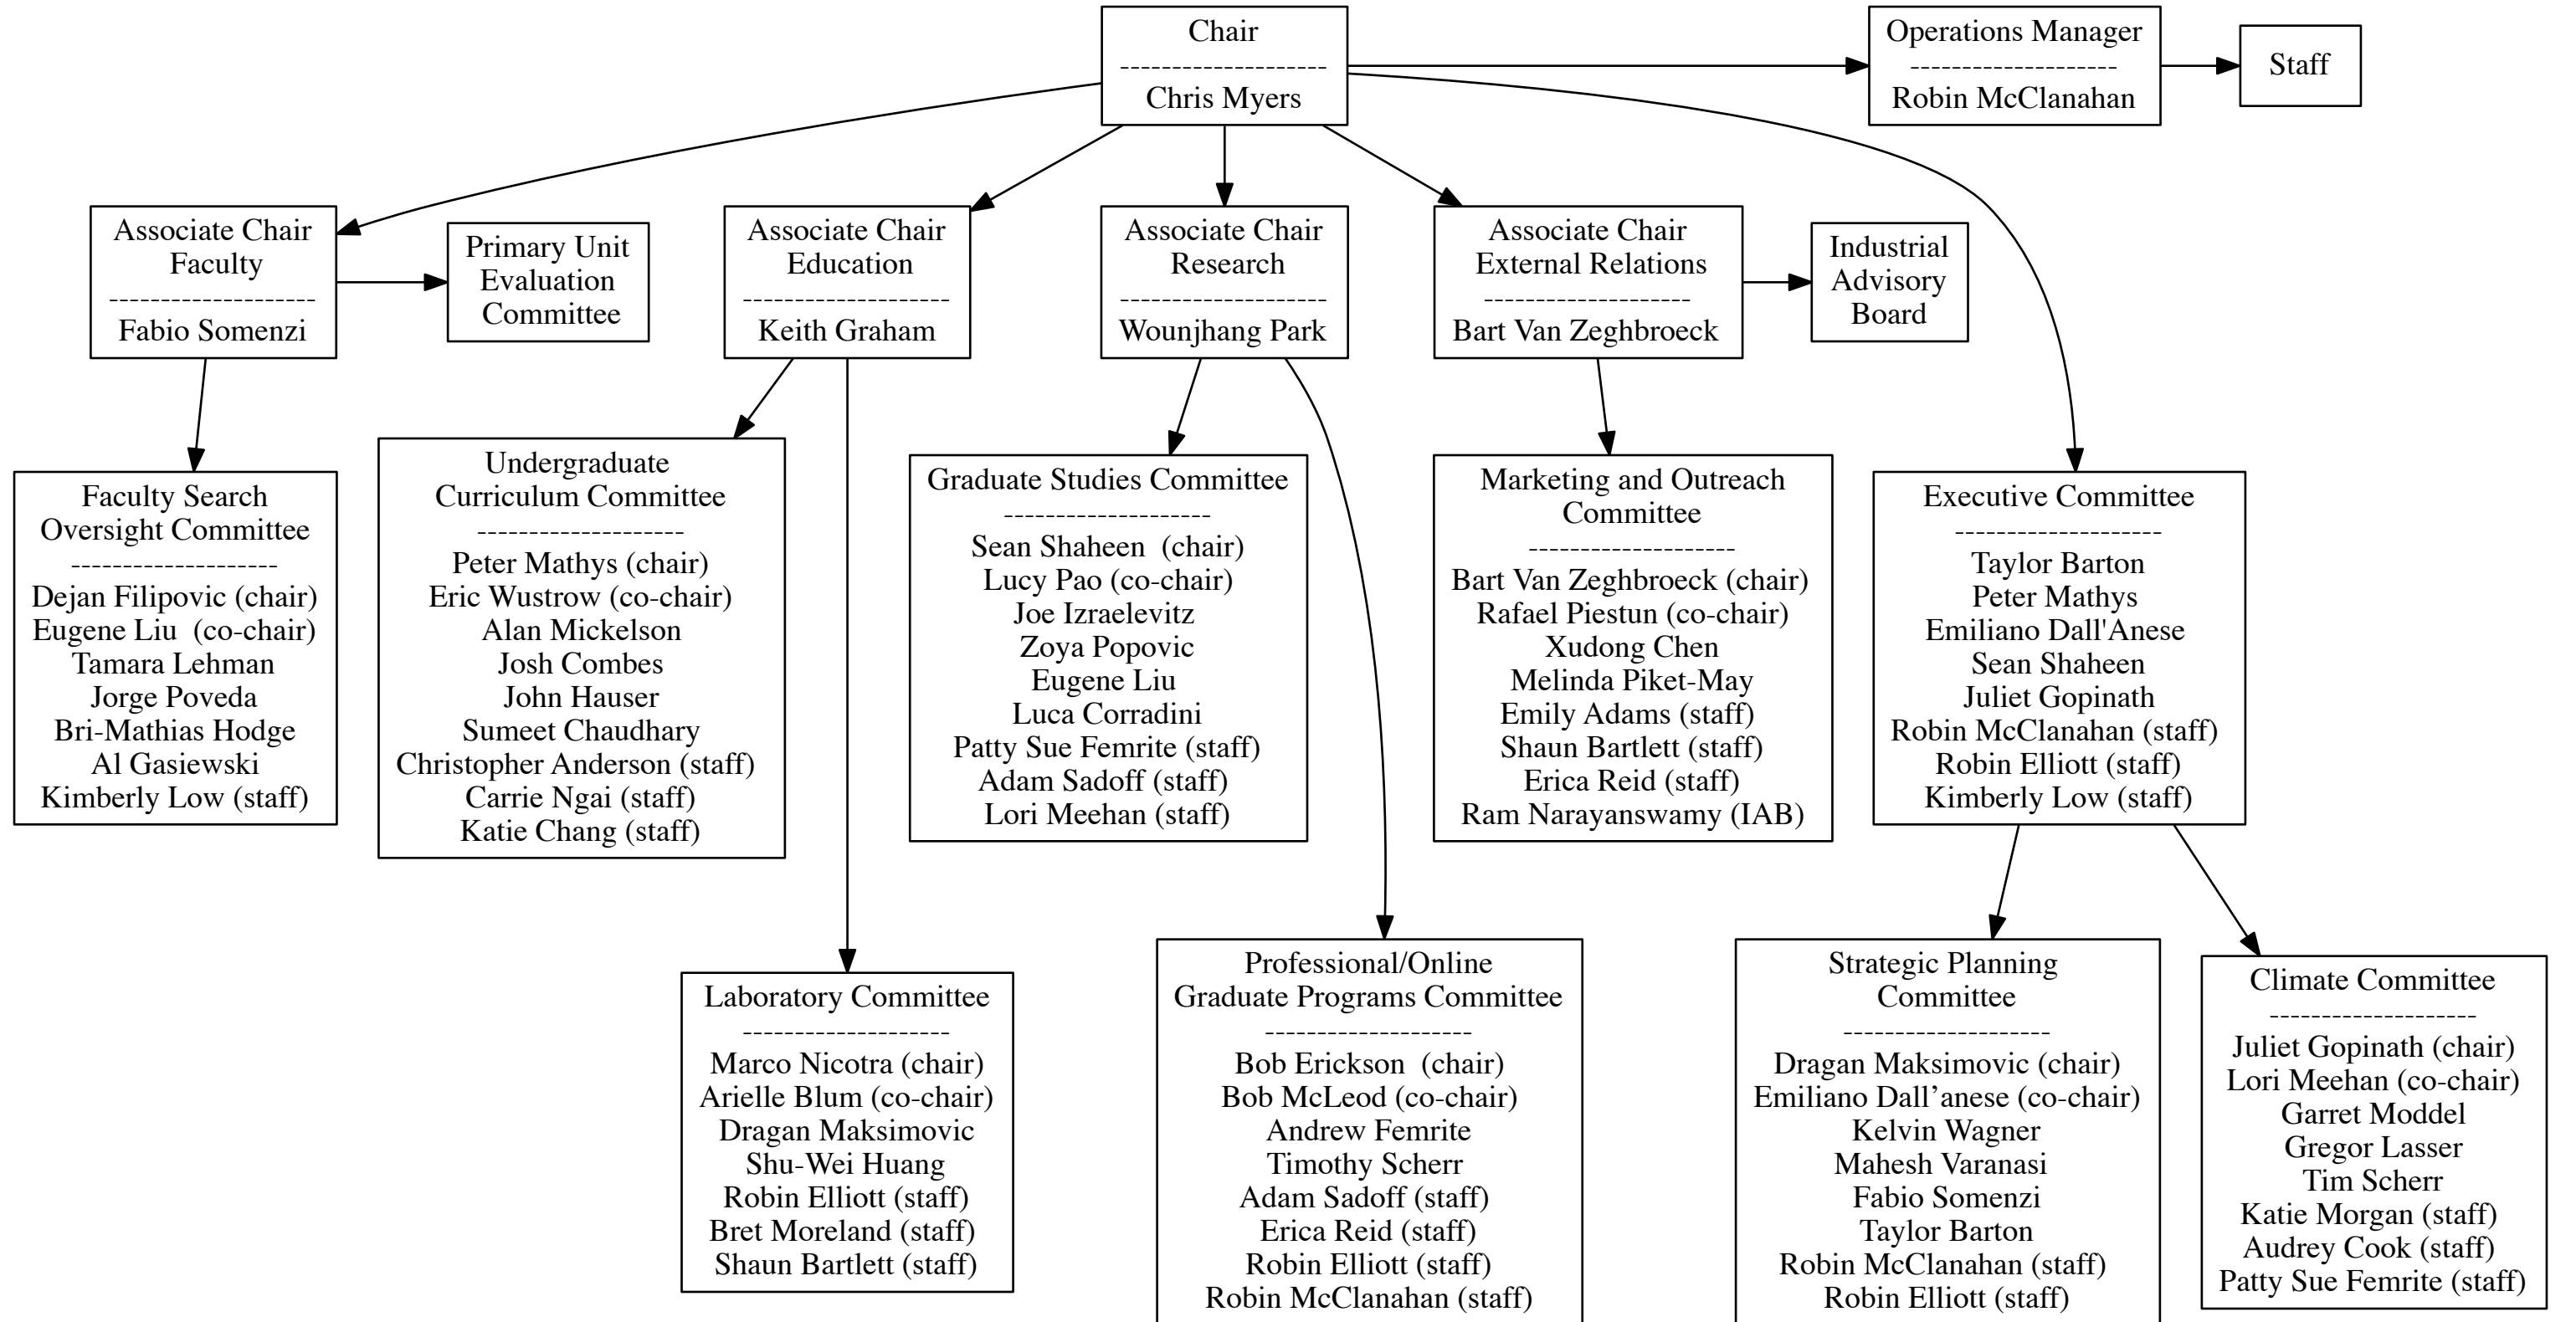 Chair
--------------------
Chris Myers
Operations Manager
--------------------
Robin McClanahan
Staff
Associate Chair
Faculty
--------------------
Fabio Somenzi
Primary Unit
Evaluation
Committee
Associate Chair
Education
--------------------
Keith Graham
Associate Chair
Research
--------------------
Wounjhang Park
Associate Chair
External Relations
--------------------
Bart Van Zeghbroeck
Industrial
Advisory
Board
Faculty Search
Oversight Committee
--------------------
Dejan Filipovic (chair)
Eugene Liu  (co-chair)
Tamara Lehman
Jorge Poveda
Bri-Mathias Hodge
Al Gasiewski
Kimberly Low (staff)
Undergraduate
Curriculum Committee
--------------------
Peter Mathys (chair)
Eric Wustrow (co-chair)
Alan Mickelson
Josh Combes
John Hauser
Sumeet Chaudhary
Christopher Anderson (staff)
Carrie Ngai (staff)
Katie Chang (staff)
Graduate Studies Committee
--------------------
Sean Shaheen  (chair)
Lucy Pao (co-chair)
Joe Izraelevitz
Zoya Popovic
Eugene Liu
Luca Corradini
Patty Sue Femrite (staff)
Adam Sadoff (staff)
Lori Meehan (staff)
Marketing and Outreach
Committee
--------------------
Bart Van Zeghbroeck (chair)
Rafael Piestun (co-chair)
Xudong Chen
Melinda Piket-May
Emily Adams (staff)
Shaun Bartlett (staff)
Erica Reid (staff)
Ram Narayanswamy (IAB)
Executive Committee
--------------------
Taylor Barton
Peter Mathys
Emiliano Dall'Anese
Sean Shaheen
Juliet Gopinath
Robin McClanahan (staff)
Robin Elliott (staff)
Kimberly Low (staff)
Laboratory Committee
--------------------
Marco Nicotra (chair)
Arielle Blum (co-chair)
Dragan Maksimovic
Shu-Wei Huang
Robin Elliott (staff)
Bret Moreland (staff)
Shaun Bartlett (staff)
Professional/Online
Graduate Programs Committee
--------------------
Bob Erickson  (chair)
Bob McLeod (co-chair)
Andrew Femrite
Timothy Scherr
Adam Sadoff (staff)
Erica Reid (staff)
Robin Elliott (staff)
Robin McClanahan (staff)
Strategic Planning
Committee
--------------------
Dragan Maksimovic (chair)
Emiliano Dall’anese (co-chair)
Kelvin Wagner
Mahesh Varanasi
Fabio Somenzi
Taylor Barton
Robin McClanahan (staff)
Robin Elliott (staff)
Climate Committee
--------------------
Juliet Gopinath (chair)
Lori Meehan (co-chair)
Garret Moddel
Gregor Lasser
Tim Scherr
Katie Morgan (staff)
Audrey Cook (staff)
Patty Sue Femrite (staff)